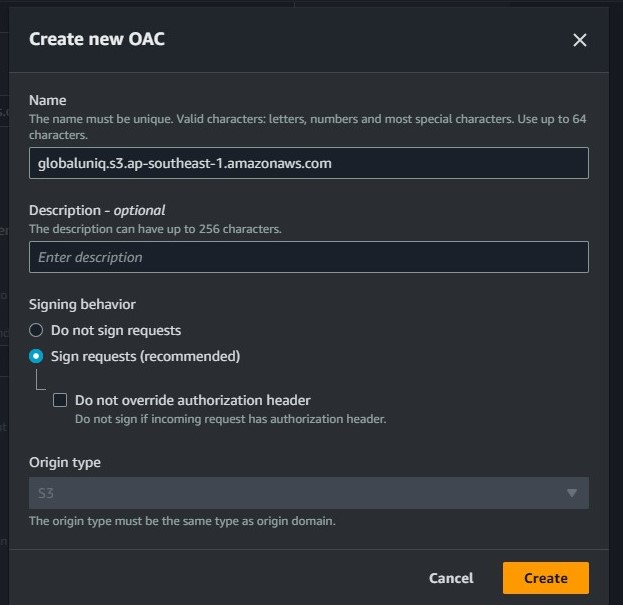 Create new OAC
Name
The name must be unique. Valid characters: letters, numbers and most special characters. Use up to 64
characters.
globaluniq.s3.ap-southeast-1.amazonaws.com
Description - optional
The description can have up to 256 characters.
Enter description
Signing behavior
Do not sign requests
Sign requests (recommended)
Do not override authorization header
Do not sign if incoming request has authorization header.
Origin type
S3
The origin type must be the same type as origin domain.
Cancel
Create